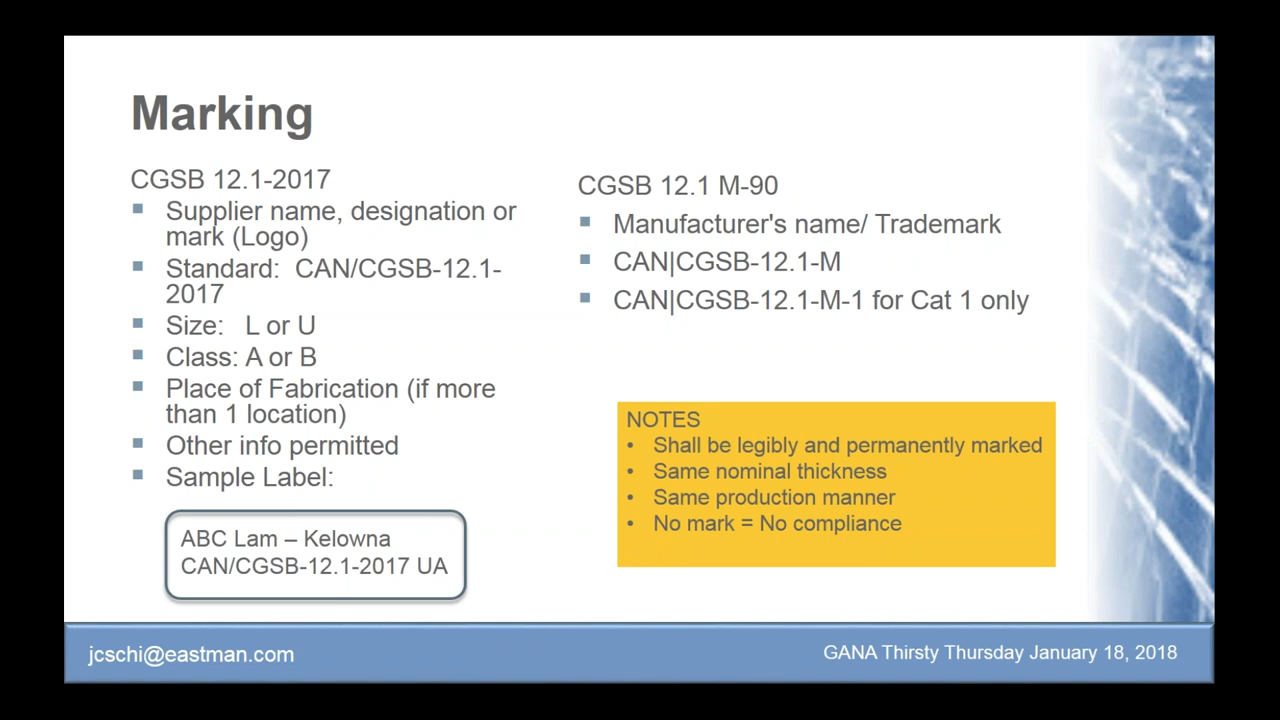 Marking
CGSB 12.1-2017
Supplier name, designation or
mark (Logo)
Standard: CAN/CGSB-12.1-
2017
Size: L or U
Class: A or B
Place of Fabrication (if more
than 1 location)
Other info permitted
Sample Label:
ABC Lam – Kelowna
CAN/CGSB-12.1-2017 UA
CGSB 12.1 M-90
Manufacturer's name/ Trademark
CAN|CGSB-12.1-M
CAN|CGSB-12.1-M-1 for Cat 1 only
NOTES
• Shall be legibly and permanently marked
• Same nominal thickness
• Same production manner
• No mark = No compliance
jcschi@eastman.com
GANA Thirsty Thursday January 18, 2018